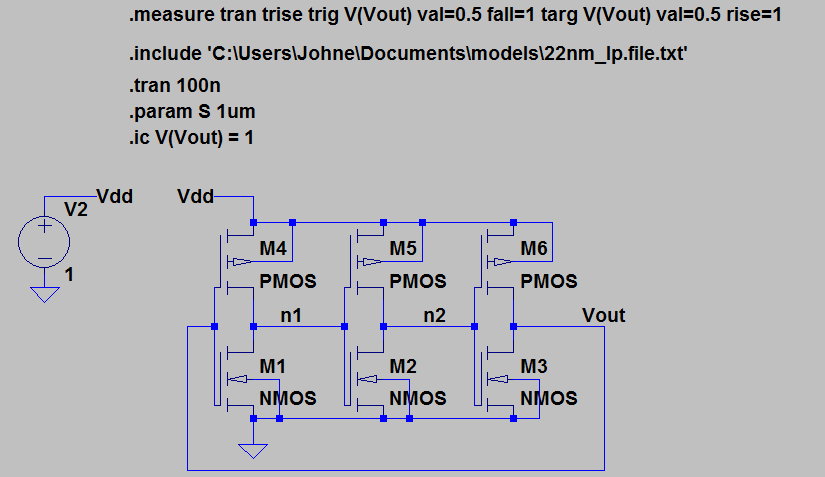 .measure tran trise trig V(Vout) val=0.5 fall=1 targ V(Vout) val=0.5 rise=1
.include 'C:\Users\Johne\Documents\models\22nm_lp.file.txt'
.tran 100n
.param S 1um
.ic V(Vout) = 1
Vdd Vdd
V2
M4 M5 M6
1 PMOS PMOS PMOS
n1 n2 Vout
M1 M2 M3
NMOS NMOS NMOS